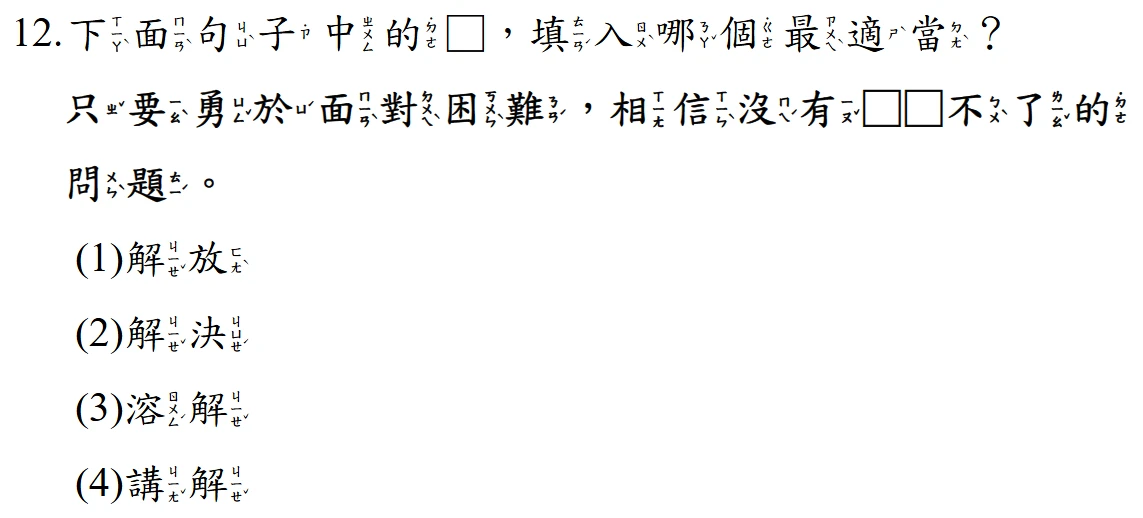 12. 下面句子中的□，填入哪個最適當？
只要勇於面對困難，相信沒有□□不了的
問題。
(1)解放
(2)解決
(3)溶解
(4)講解